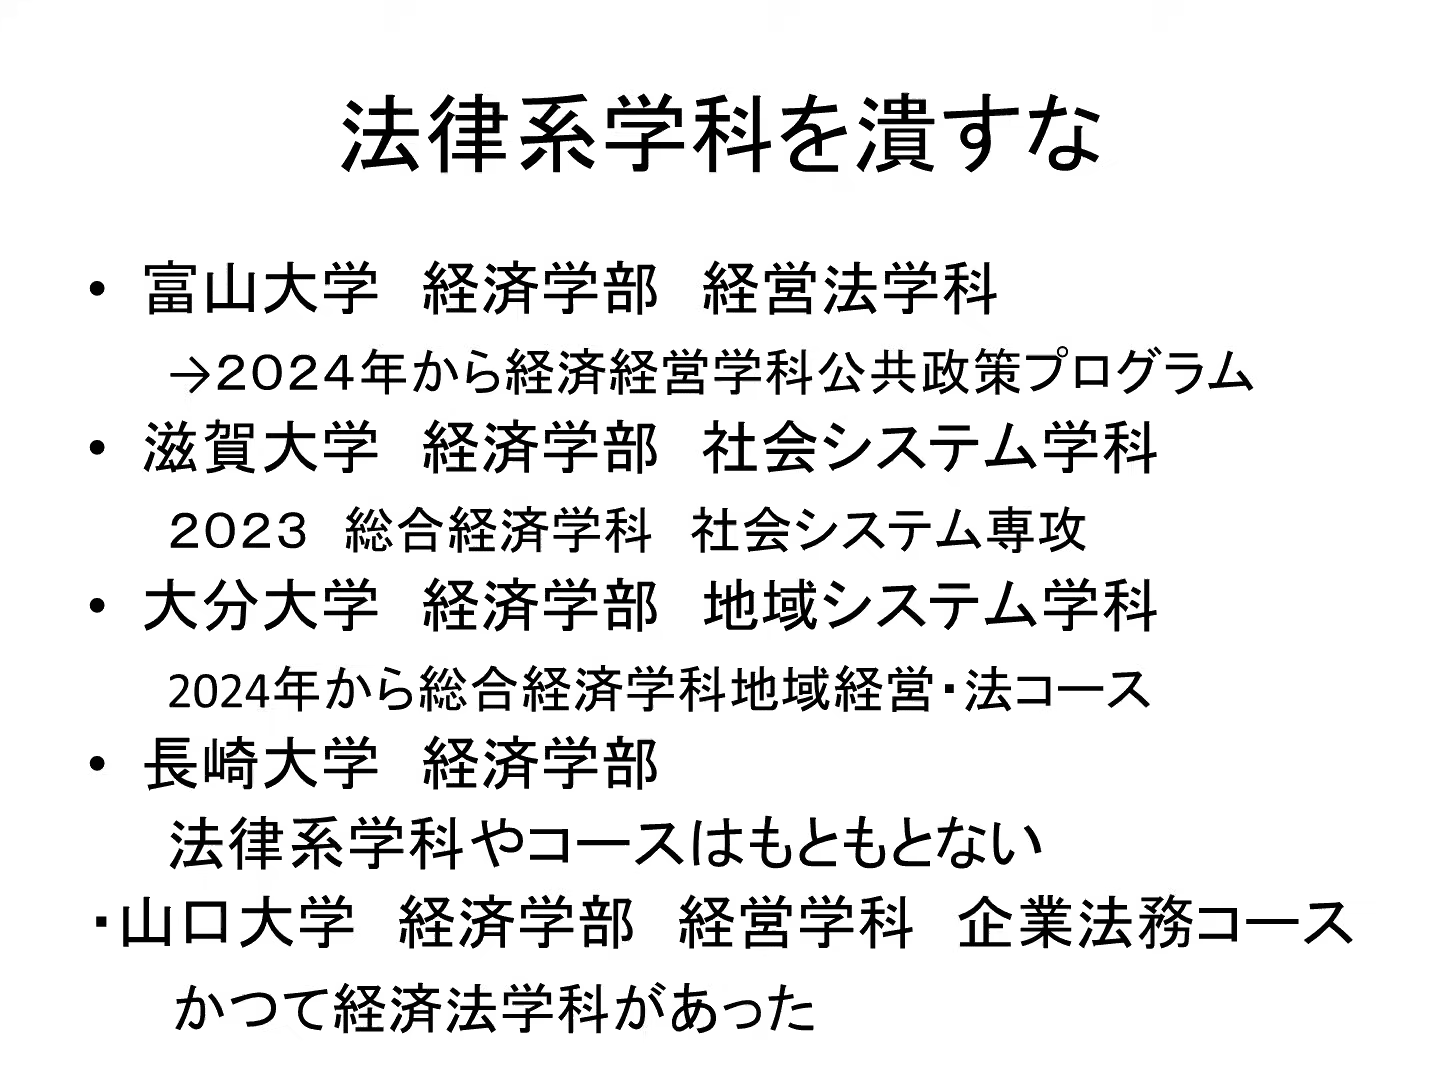 法律系学科を潰すな
• 富山大学　経済学部　経営法学科
→２０２４年から経済経営学科公共政策プログラム
• 滋賀大学　経済学部　社会システム学科
２０２３　総合経済学科　社会システム専攻
• 大分大学　経済学部　地域システム学科
2024年から総合経済学科地域経営・法コース
• 長崎大学　経済学部
法律系学科やコースはもともとない
・山口大学　経済学部　経営学科　企業法務コース
かつて経済法学科があった